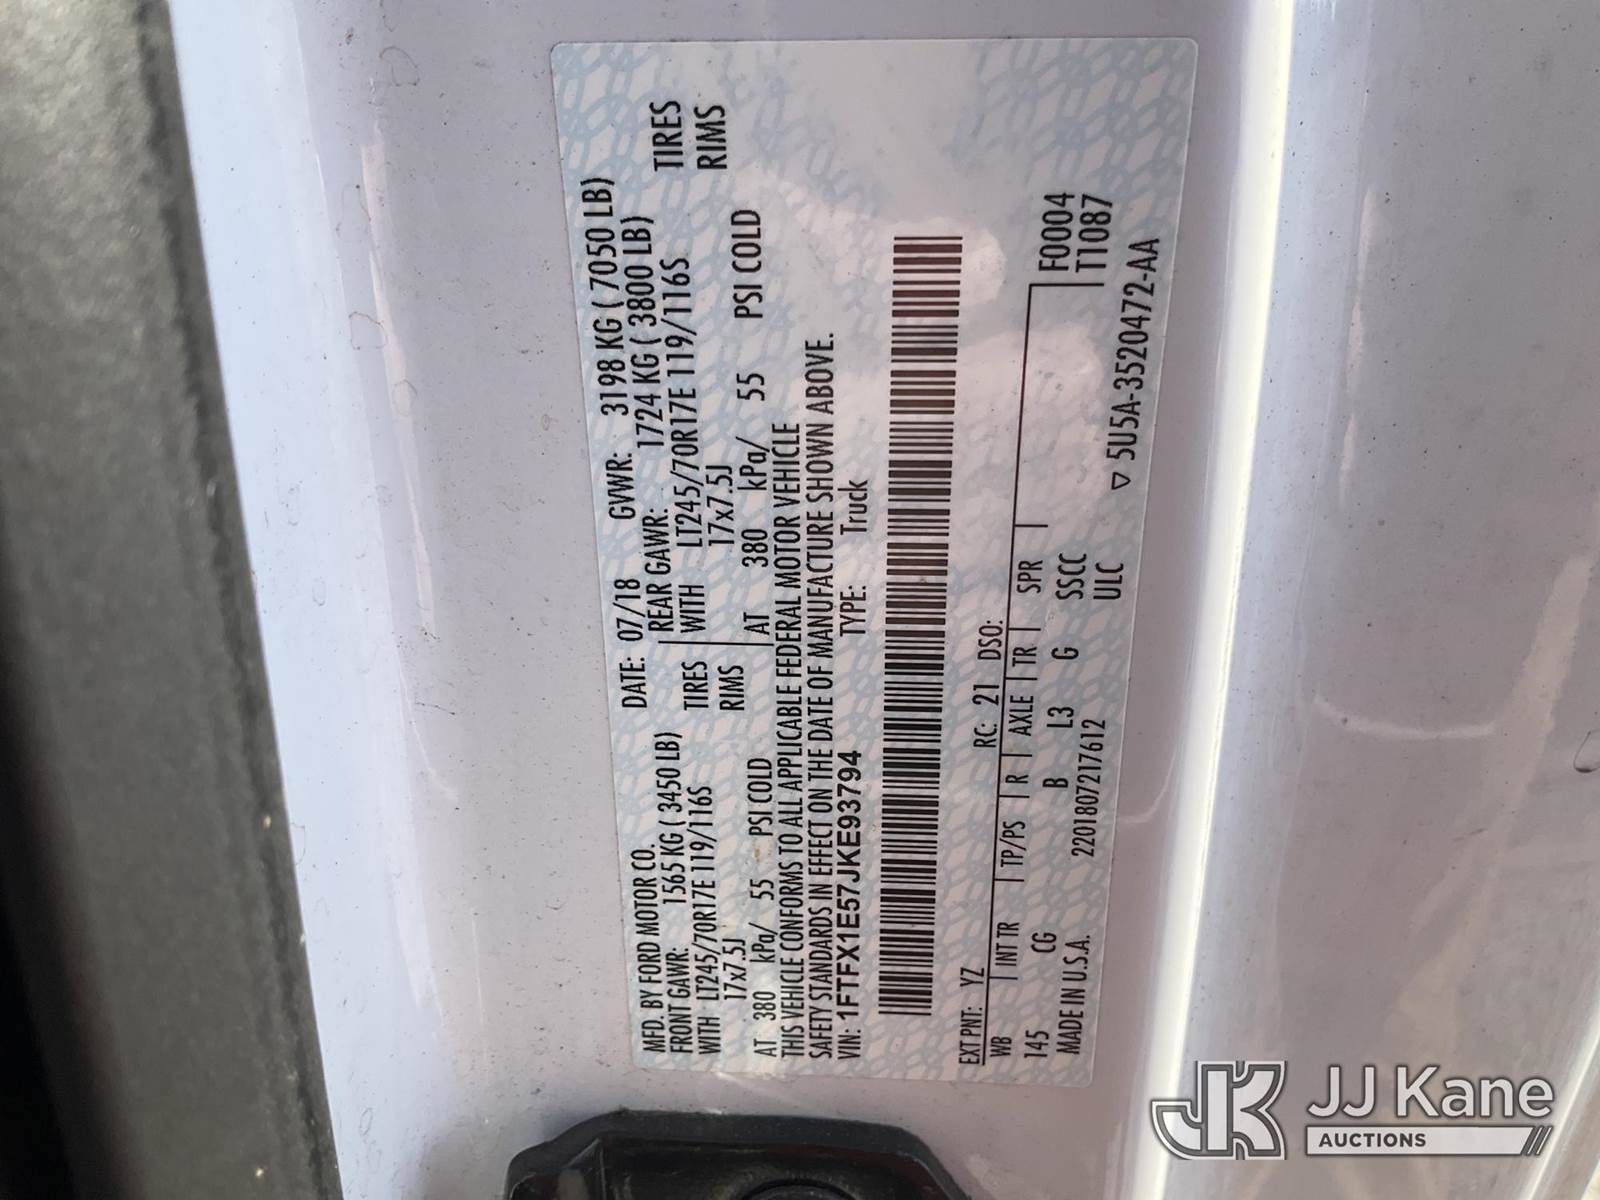 MFD. BY FORD MOTOR CO. DATE: 07/18 GVWR: 3198 KG ( 7050 LB)
FRONT GAWR: 1565 KG ( 3450 LB) REAR GAWR: 1724 KG ( 3800 LB)
WITH LT245/70R17E 119/116S TIRES WITH LT245/70R17E 119/116S TIRES
17x7.5J RIMS 17x7.5J RIMS
AT 380 kPa/ 55 PSI COLD AT 380 kPa/ 55 PSI COLD
THIS VEHICLE CONFORMS TO ALL APPLICABLE FEDERAL MOTOR VEHICLE
SAFETY STANDARDS IN EFFECT ON THE DATE OF MANUFACTURE SHOWN ABOVE.
VIN: 1FTFX1E57JKE93794 TYPE: Truck
EXT PNT: YZ RC: 21 DSO:
WB INT TR TP/PS R AXLE TR SPR F0004
145 CG B L3 G SSCC T1087
MADE IN U.S.A. 2201807217612 ULC
▽ 5U5A-3520472-AA
JK JJ Kane
AUCTIONS